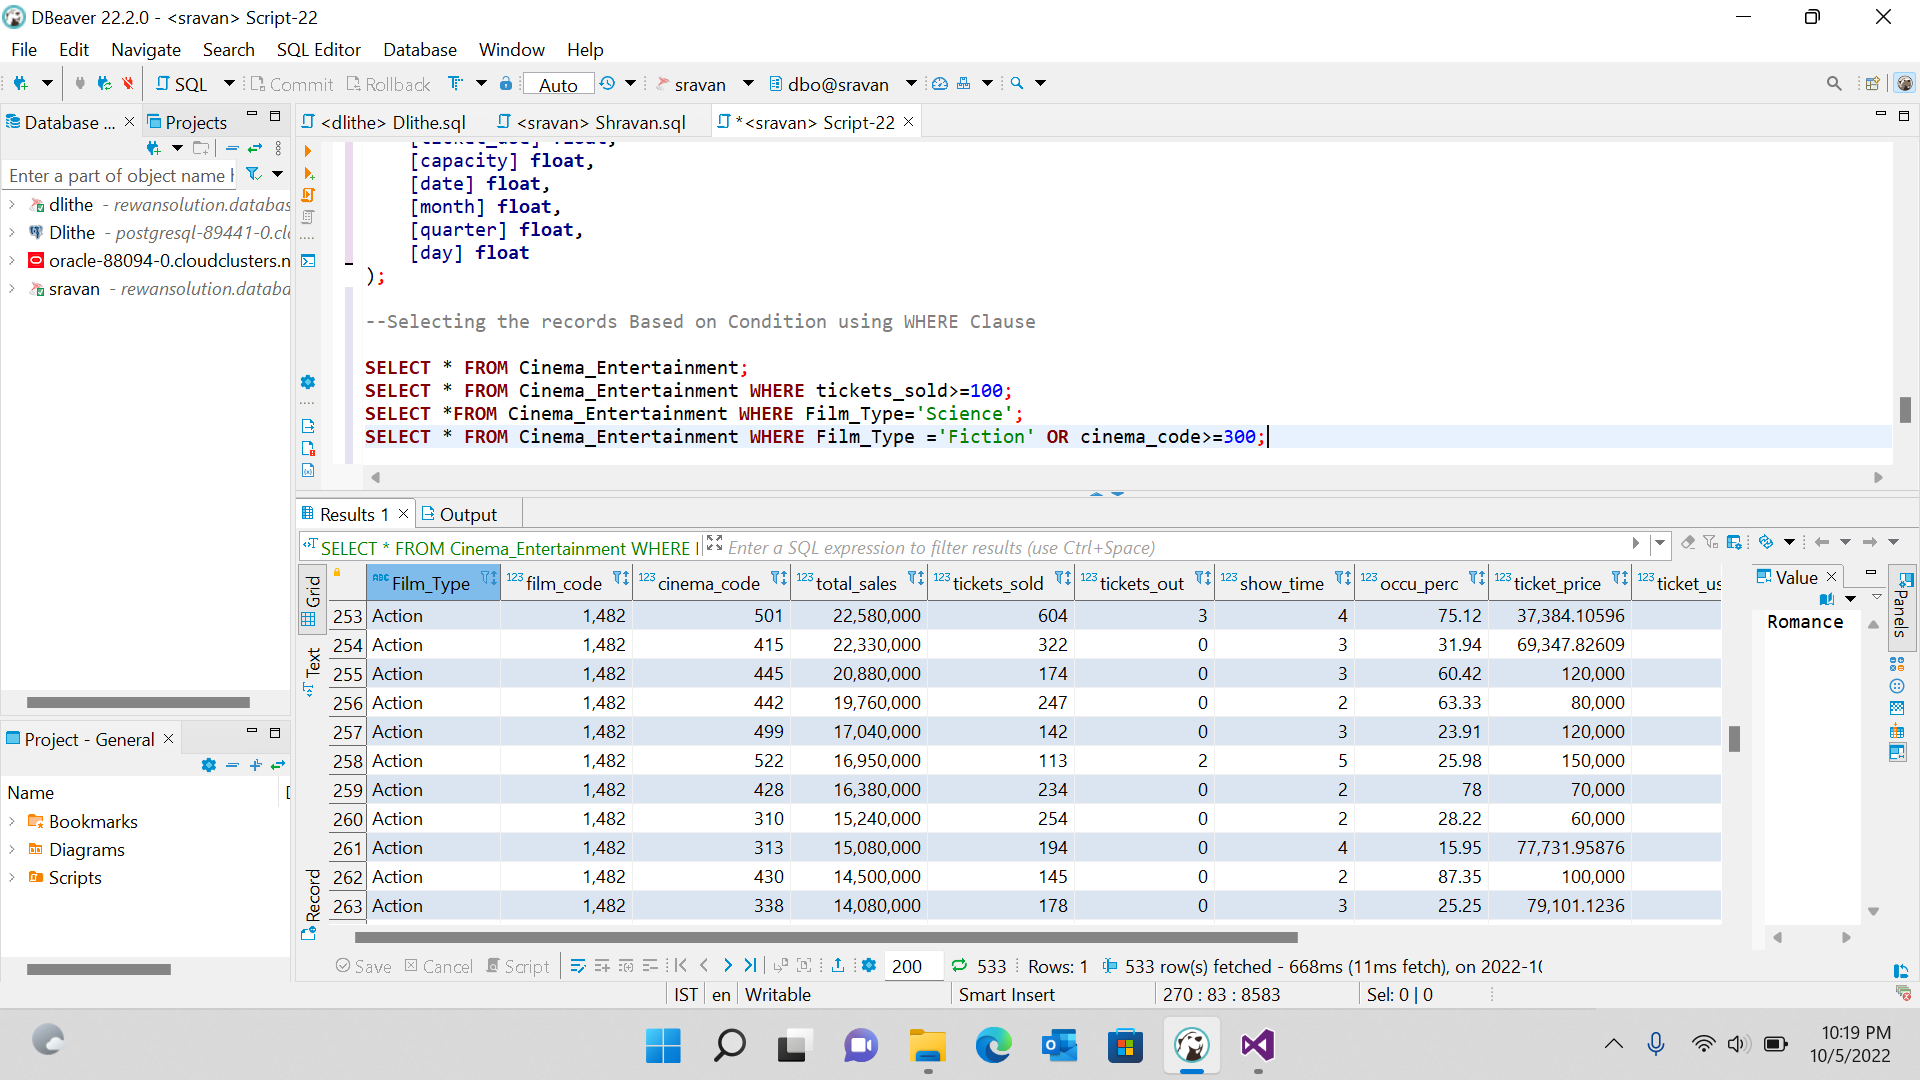 DBeaver 22.2.0 - <sravan> Script-22
File Edit Navigate Search SQL Editor Database Window Help
SQL Commit Rollback Auto sravan dbo@sravan
Database ... Projects
<dlithe> Dlithe.sql <sravan> Shravan.sql *<sravan> Script-22
Enter a part of object name h
dlithe - rewansolution.databas
Dlithe - postgresql-89441-0.clo
oracle-88094-0.cloudclusters.n
sravan - rewansolution.databa
[ticket_use] float,
[capacity] float,
[date] float,
[month] float,
[quarter] float,
[day] float
);
--Selecting the records Based on Condition using WHERE Clause
SELECT * FROM Cinema_Entertainment;
SELECT * FROM Cinema_Entertainment WHERE tickets_sold>=100;
SELECT *FROM Cinema_Entertainment WHERE Film_Type='Science';
SELECT * FROM Cinema_Entertainment WHERE Film_Type ='Fiction' OR cinema_code>=300;
Project - General
Name
Bookmarks
Diagrams
Scripts
Results 1 Output
SELECT * FROM Cinema_Entertainment WHERE Enter a SQL expression to filter results (use Ctrl+Space)
Grid
Text
Record
ABC Film_Type 123 film_code 123 cinema_code 123 total_sales 123 tickets_sold 123 tickets_out 123 show_time 123 occu_perc 123 ticket_price 123 ticket_us
253 Action 1,482 501 22,580,000 604 3 4 75.12 37,384.10596
254 Action 1,482 415 22,330,000 322 0 3 31.94 69,347.82609
255 Action 1,482 445 20,880,000 174 0 3 60.42 120,000
256 Action 1,482 442 19,760,000 247 0 2 63.33 80,000
257 Action 1,482 499 17,040,000 142 0 3 23.91 120,000
258 Action 1,482 522 16,950,000 113 2 5 25.98 150,000
259 Action 1,482 428 16,380,000 234 0 2 78 70,000
260 Action 1,482 310 15,240,000 254 0 2 28.22 60,000
261 Action 1,482 313 15,080,000 194 0 4 15.95 77,731.95876
262 Action 1,482 430 14,500,000 145 0 2 87.35 100,000
263 Action 1,482 338 14,080,000 178 0 3 25.25 79,101.1236
Value
Romance
Panels
Save Cancel Script 200 533 Rows: 1 533 row(s) fetched - 668ms (11ms fetch), on 2022-10
IST en Writable Smart Insert 270 : 83 : 8583 Sel: 0 | 0
10:19 PM
10/5/2022